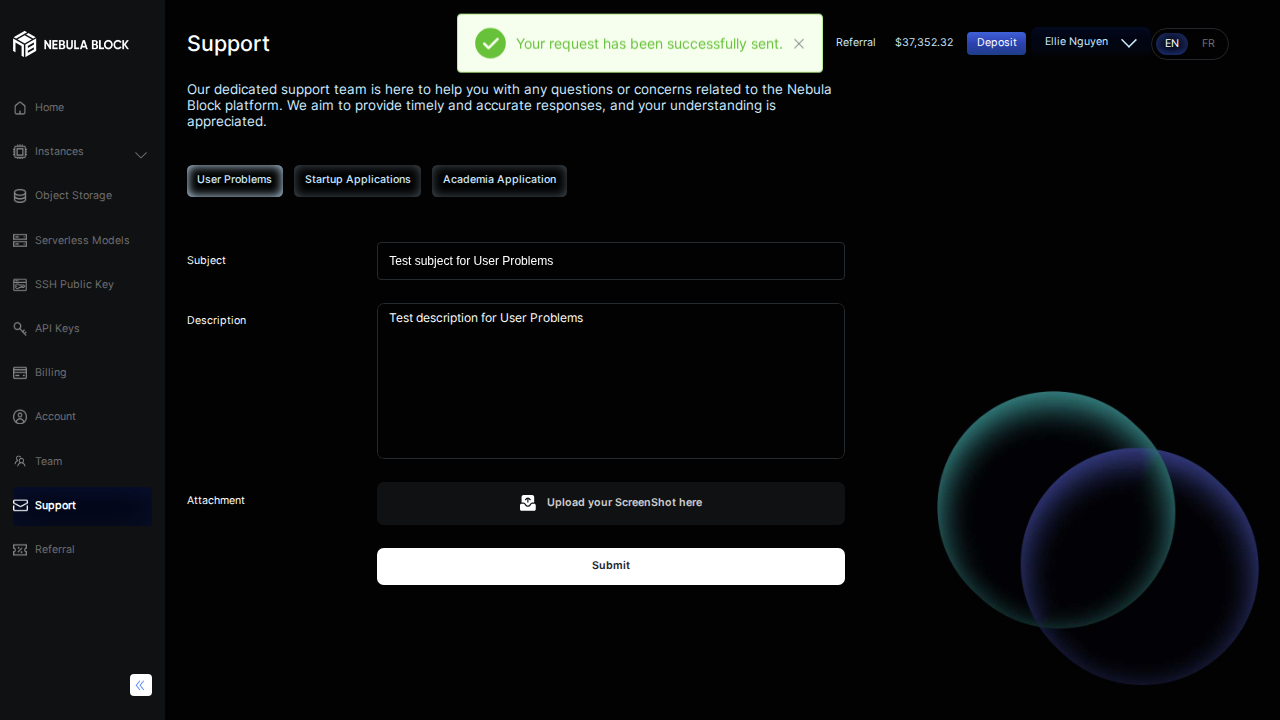 NEBULA BLOCK
Support
Your request has been successfully sent.
Referral
$37,352.32
Deposit
Ellie Nguyen
EN
FR
Our dedicated support team is here to help you with any questions or concerns related to the Nebula
Block platform. We aim to provide timely and accurate responses, and your understanding is
appreciated.
Home
Instances
Object Storage
Serverless Models
SSH Public Key
API Keys
Billing
Account
Team
Support
Referral
User Problems
Startup Applications
Academia Application
Subject
Test subject for User Problems
Description
Test description for User Problems
Attachment
Upload your ScreenShot here
Submit